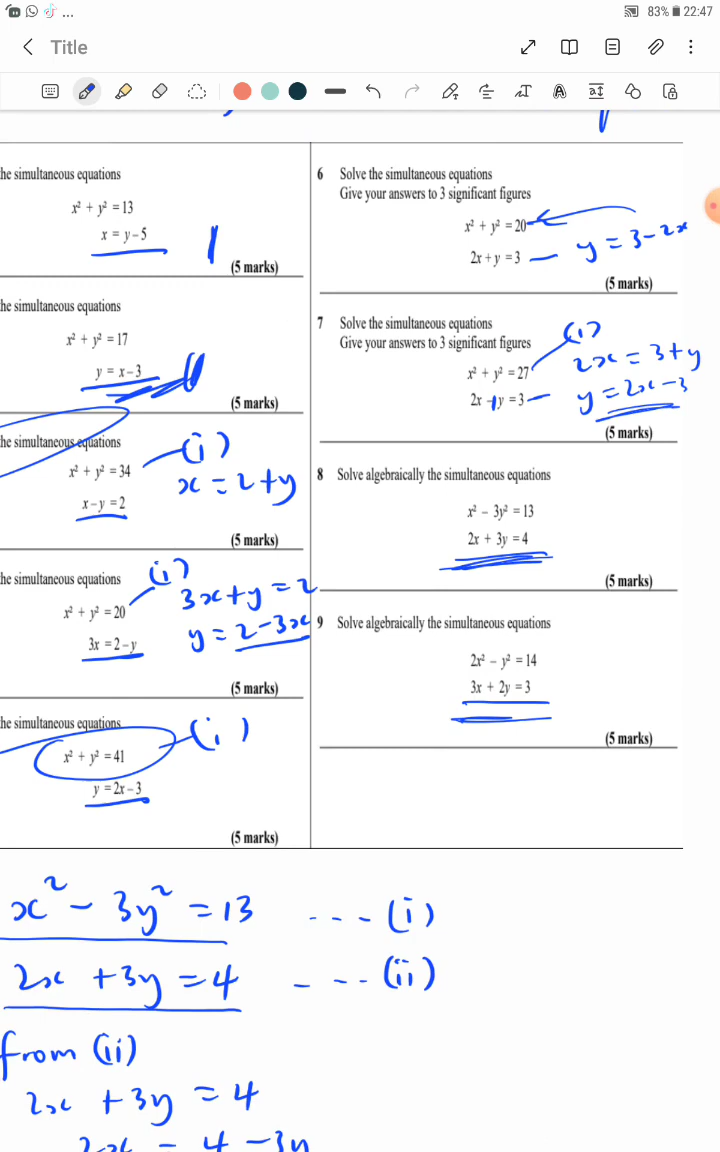 83% 22:47
Title
he simultaneous equations
x² + y² = 13
x = y – 5
(5 marks)
he simultaneous equations
x² + y² = 17
y = x – 3
(5 marks)
he simultaneous equations
x² + y² = 34
(i)
x = 2 + y
x – y = 2
(5 marks)
he simultaneous equations
(i)
3x + y = 2
x² + y² = 20
y = 2 – 3x
3x = 2 – y
(5 marks)
he simultaneous equations
(i)
x² + y² = 41
y = 2x – 3
(5 marks)
6 Solve the simultaneous equations
Give your answers to 3 significant figures
x² + y² = 20
y = 3 – 2x
2x + y = 3
(5 marks)
7 Solve the simultaneous equations
Give your answers to 3 significant figures
(i)
2x = 3 + y
x² + y² = 27
y = 2x – 3
2x – y = 3
(5 marks)
8 Solve algebraically the simultaneous equations
x² – 3y² = 13
2x + 3y = 4
(5 marks)
9 Solve algebraically the simultaneous equations
2x² – y² = 14
3x + 2y = 3
(5 marks)
x² – 3y² = 13 --- (i)
2x + 3y = 4 --- (ii)
from (ii)
2x + 3y = 4
2x = 4 – 3y